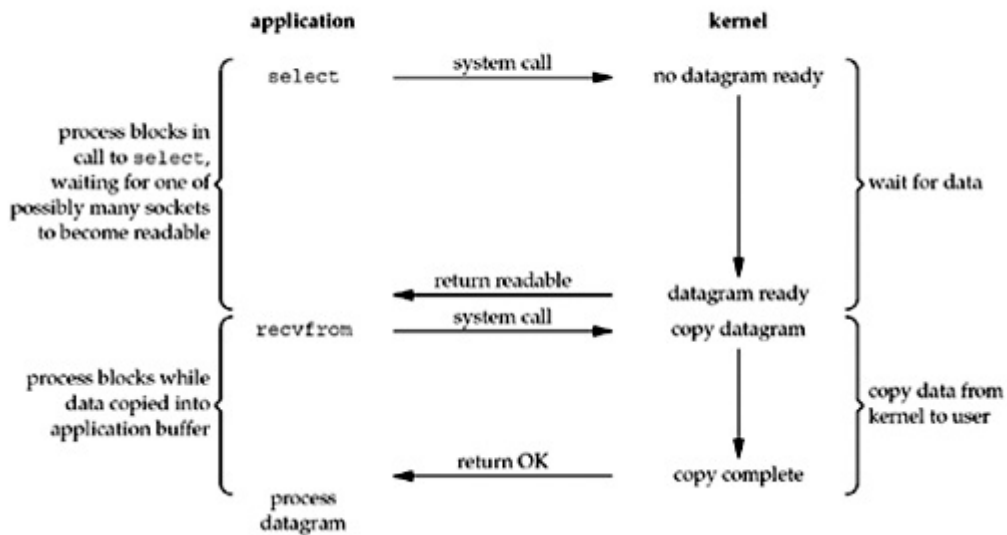 application
kernel
select
system call
no datagram ready
process blocks in
call to select,
waiting for one of
possibly many sockets
to become readable
wait for data
return readable
datagram ready
recvfrom
system call
copy datagram
process blocks while
data copied into
application buffer
copy data from
kernel to user
return OK
copy complete
process
datagram